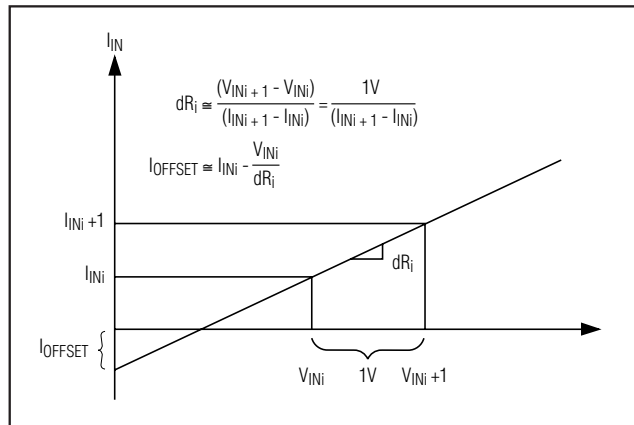 I_IN
dR_i ≅ (V_INi + 1 - V_INi) / (I_INi + 1 - I_INi) = 1V / (I_INi + 1 - I_INi)
I_OFFSET ≅ I_INi - V_INi / dR_i
I_INi+1
I_INi
dR_i
I_OFFSET
V_INi 1V V_INi+1